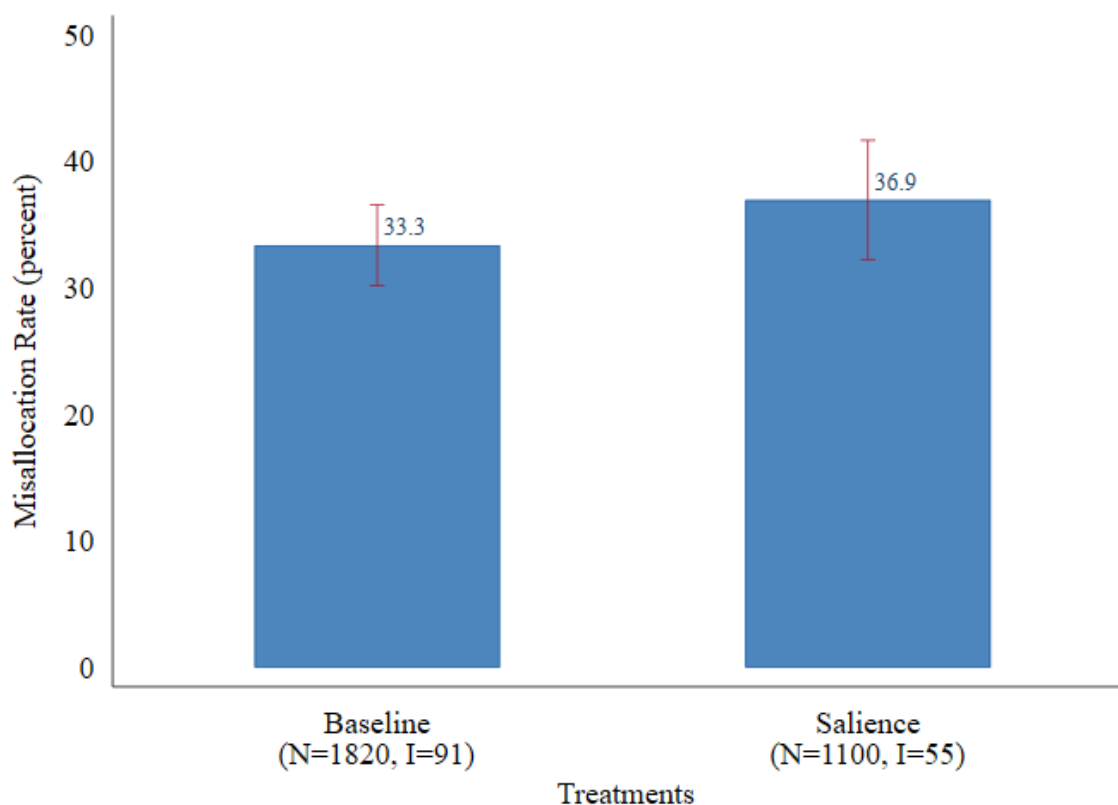 Misallocation Rate (percent)
50
40
30
20
10
0
33.3
36.9
Baseline
(N=1820, I=91)
Salience
(N=1100, I=55)
Treatments